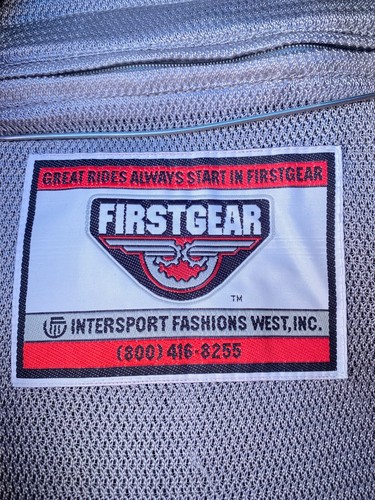 GREAT RIDES ALWAYS START IN FIRSTGEAR
FIRSTGEAR
TM
INTERSPORT FASHIONS WEST, INC.
(800) 416-8255